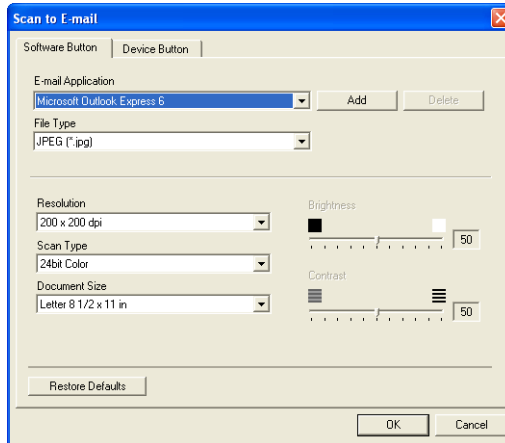 Scan to E-mail
Software Button
Device Button
E-mail Application
Microsoft Outlook Express 6
Add
Delete
File Type
JPEG (*.jpg)
Resolution
200 x 200 dpi
Scan Type
24bit Color
Document Size
Letter 8 1/2 x 11 in
Brightness
50
Contrast
50
Restore Defaults
OK
Cancel